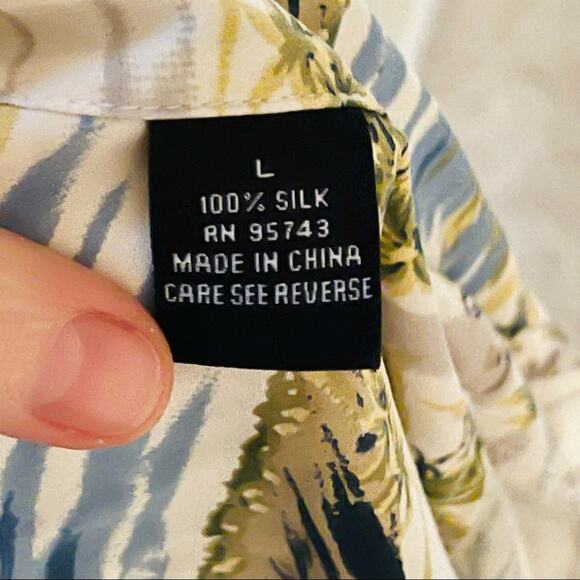 L
100% SILK
RN 95743
MADE IN CHINA
CARE SEE REVERSE